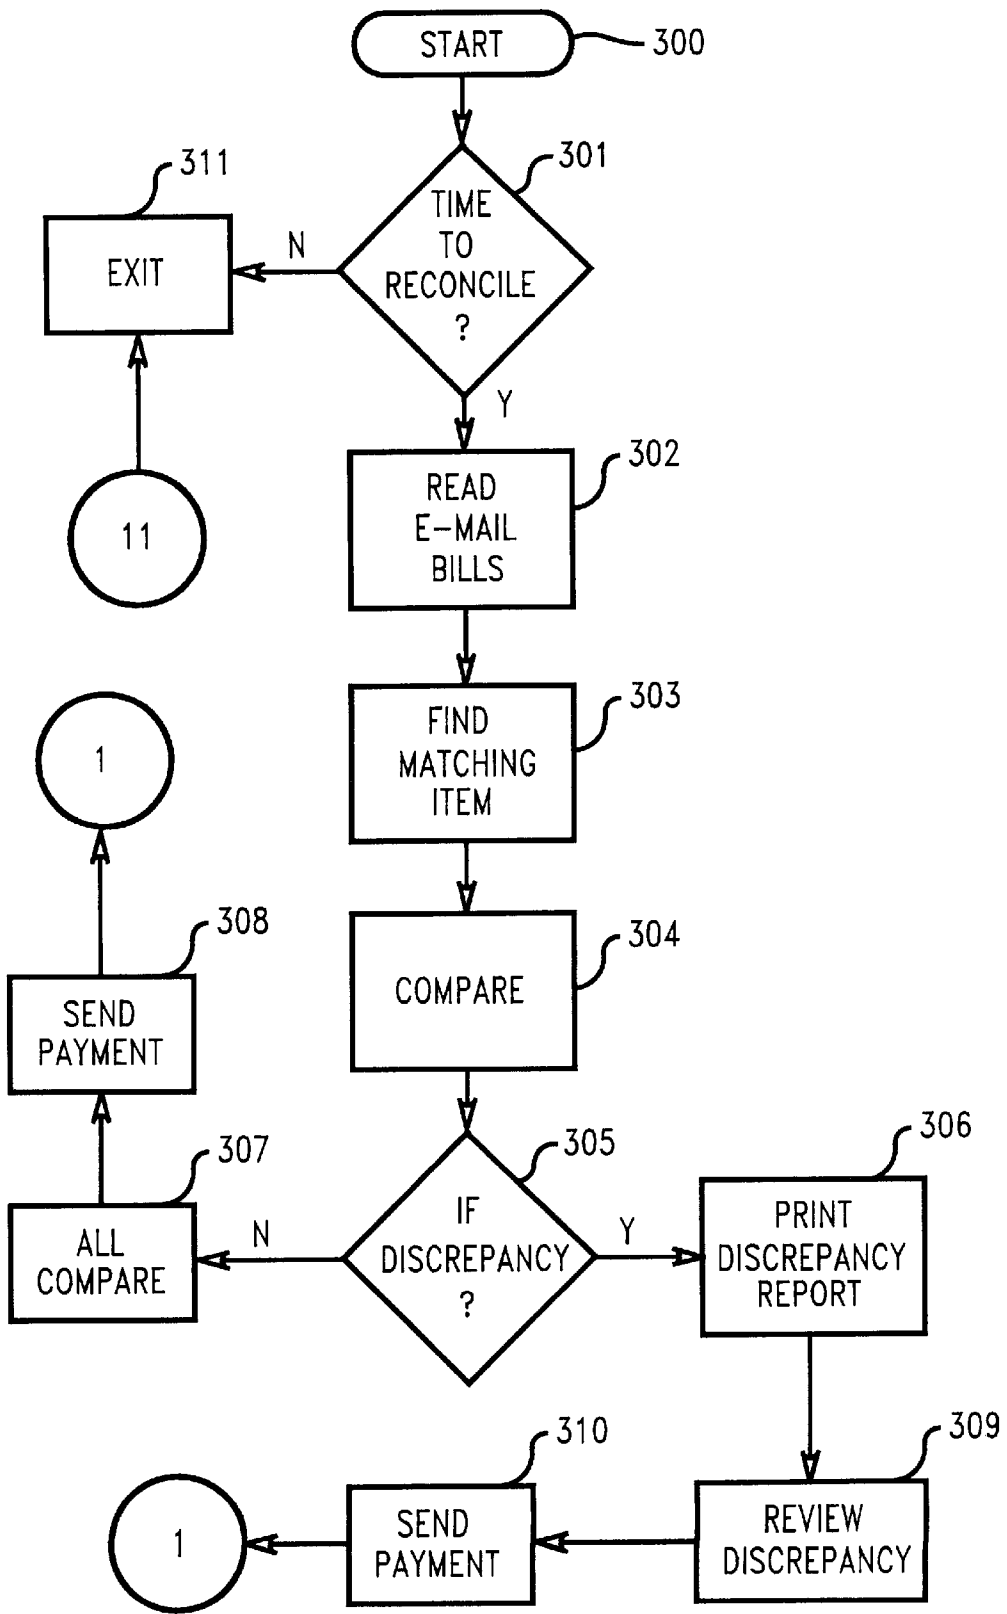 START
300
301
TIME
TO
RECONCILE
?
311
EXIT
N
Y
11
302
READ
E-MAIL
BILLS
303
FIND
MATCHING
ITEM
1
304
COMPARE
308
SEND
PAYMENT
307
ALL
COMPARE
N
305
IF
DISCREPANCY
?
Y
306
PRINT
DISCREPANCY
REPORT
309
REVIEW
DISCREPANCY
310
SEND
PAYMENT
1